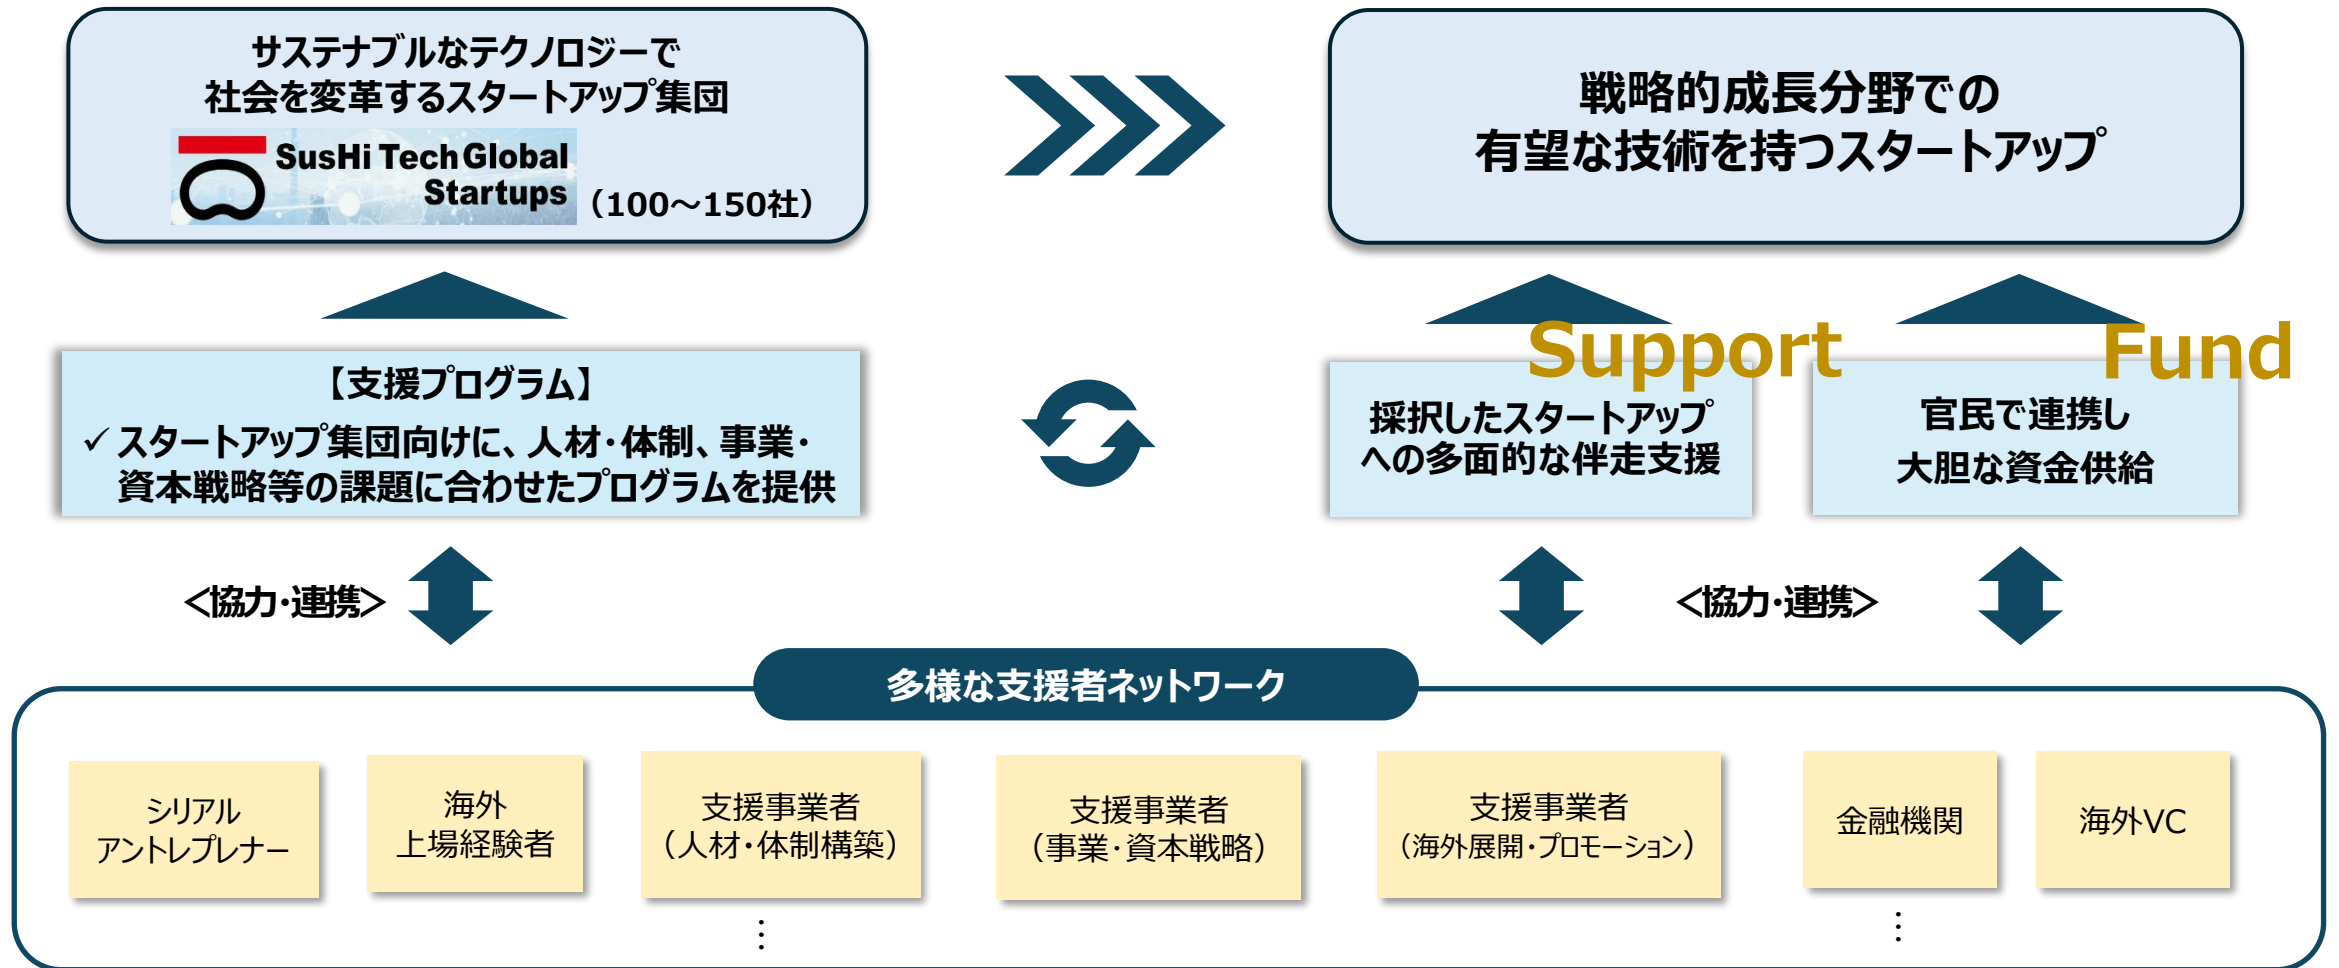 サステナブルなテクノロジーで
社会を変革するスタートアップ集団
SusHi Tech Global
Startups
（100～150社）
戦略的成長分野での
有望な技術を持つスタートアップ
【支援プログラム】
✓スタートアップ集団向けに、人材・体制、事業・
資本戦略等の課題に合わせたプログラムを提供
Support
採択したスタートアップ
への多面的な伴走支援
Fund
官民で連携し
大胆な資金供給
＜協力・連携＞
＜協力・連携＞
多様な支援者ネットワーク
シリアル
アントレプレナー
海外
上場経験者
支援事業者
（人材・体制構築）
⋮
支援事業者
（事業・資本戦略）
支援事業者
（海外展開・プロモーション）
金融機関
⋮
海外VC